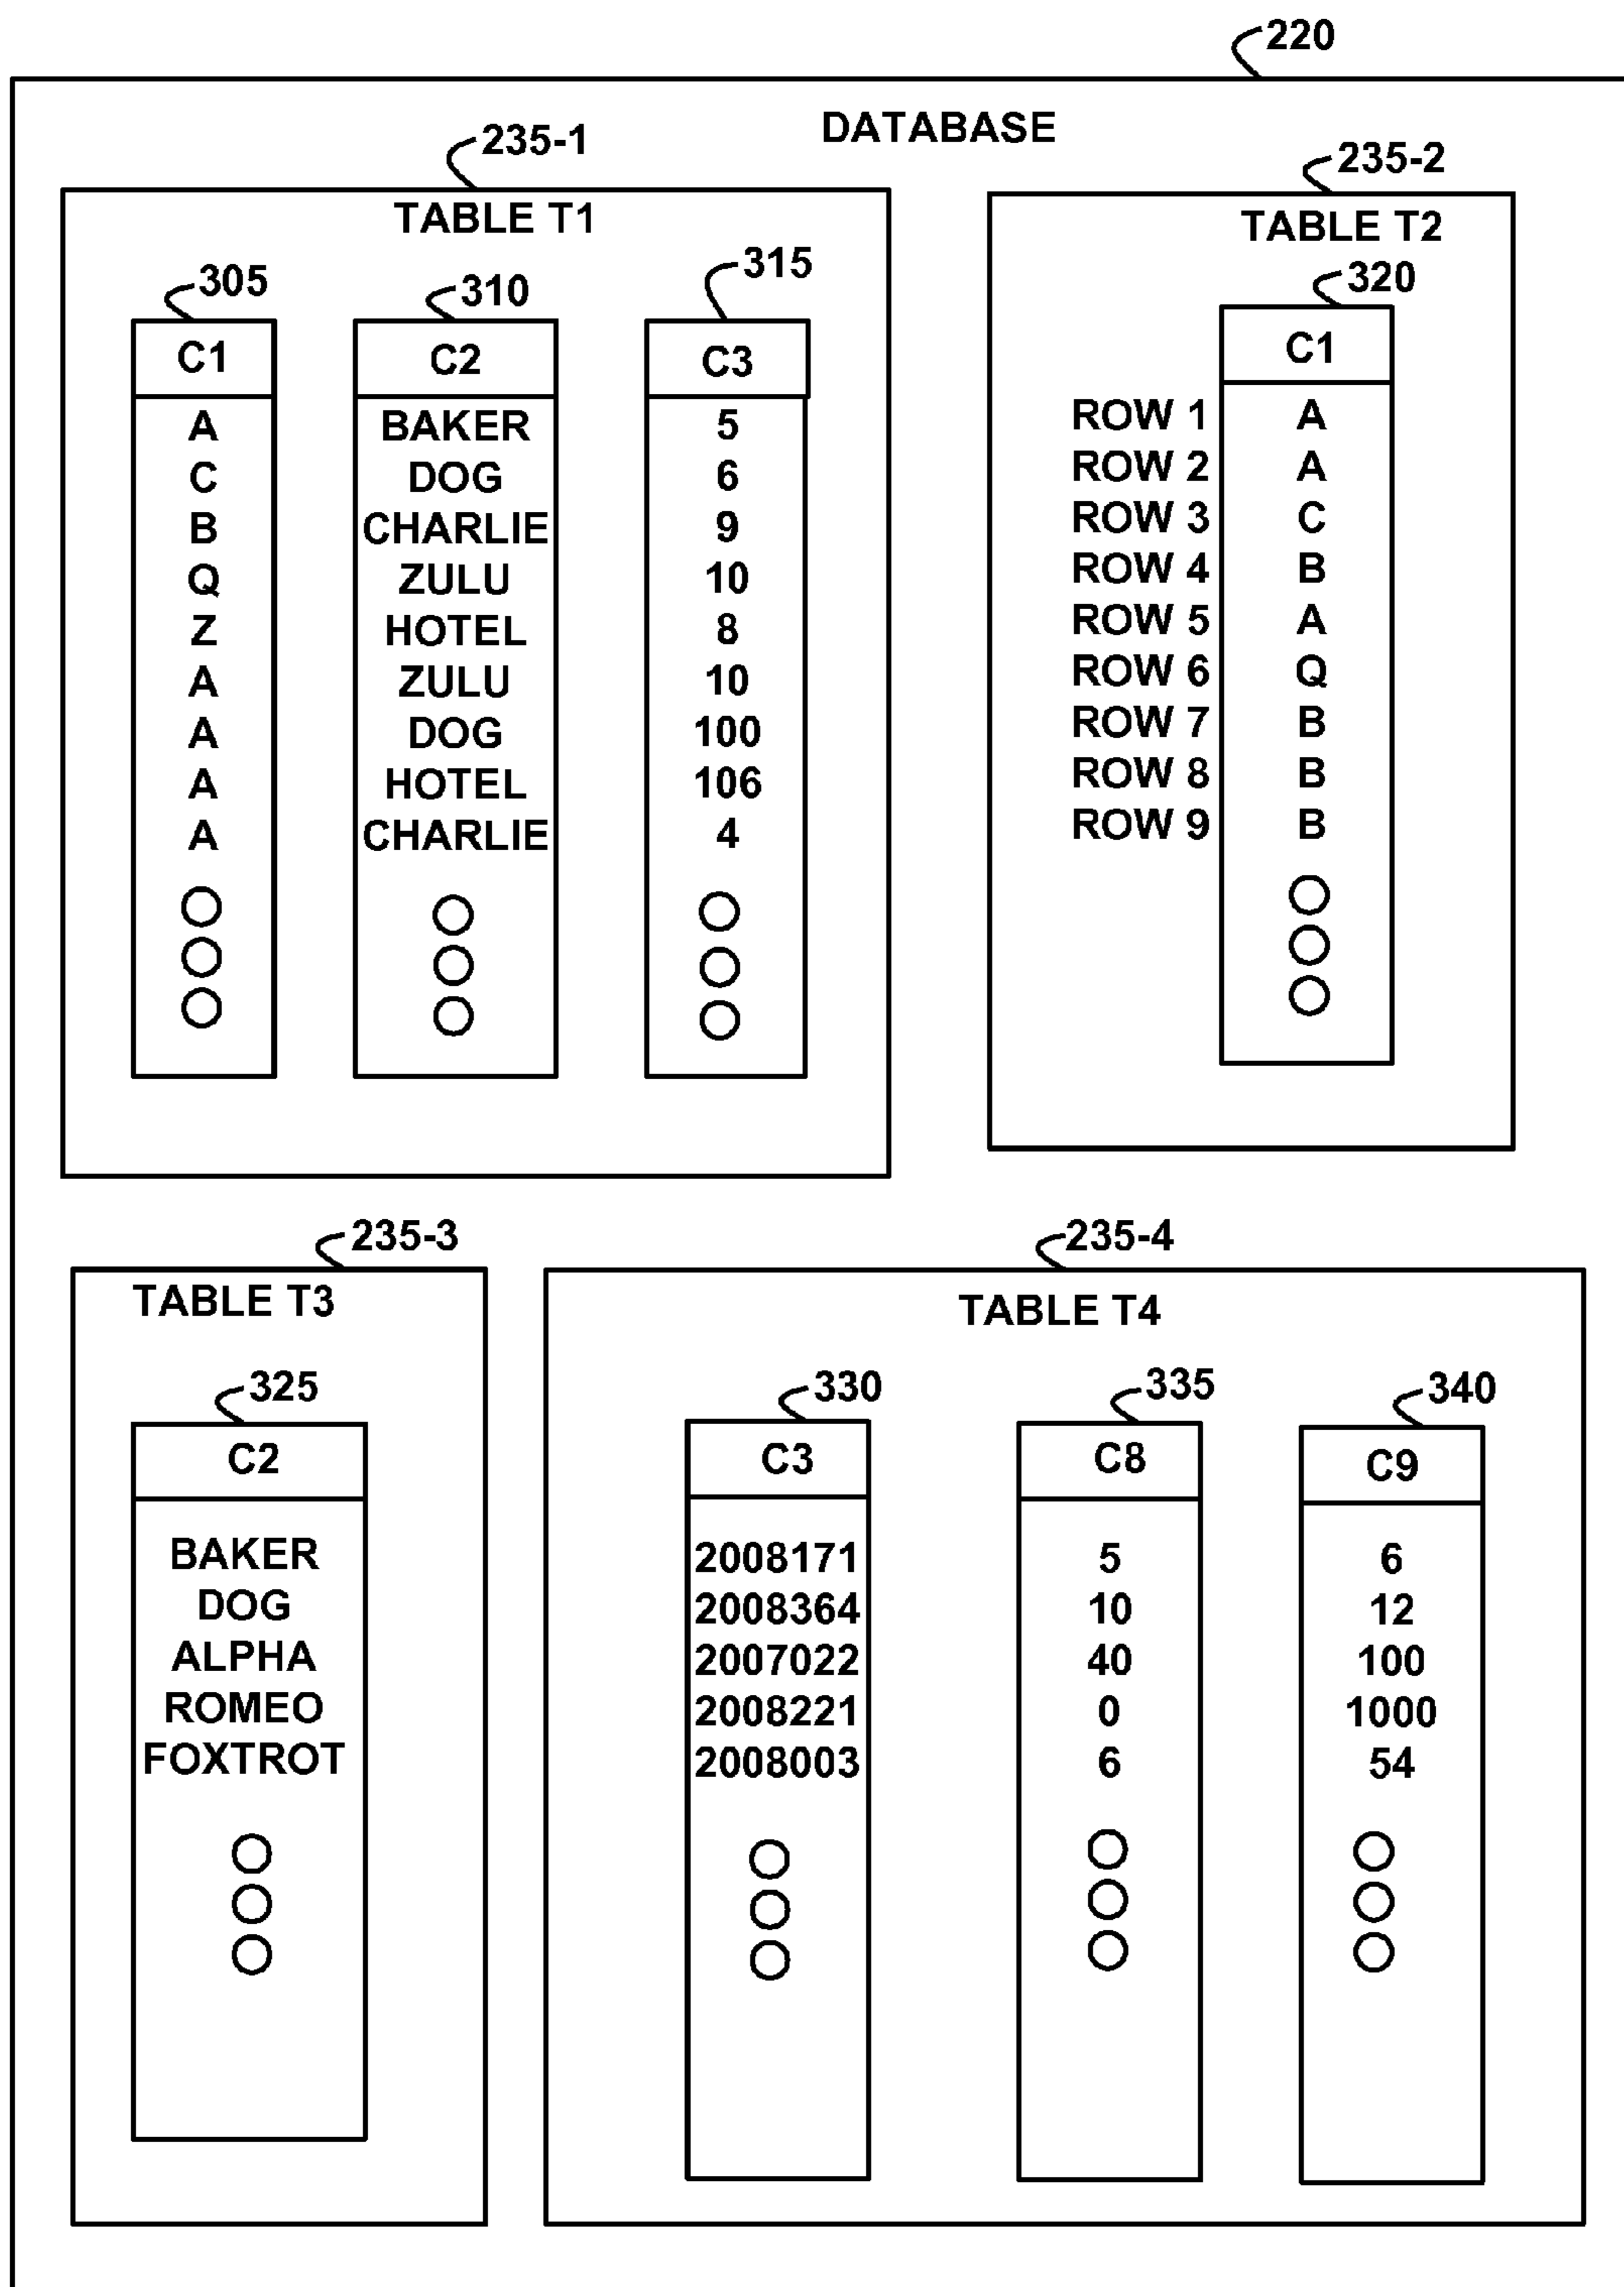 220
DATABASE
235-1
TABLE T1
305 310 315
C1 C2 C3
A BAKER 5
C DOG 6
B CHARLIE 9
Q ZULU 10
Z HOTEL 8
A ZULU 10
A DOG 100
A HOTEL 106
A CHARLIE 4
235-2
TABLE T2
320
C1
ROW 1 A
ROW 2 A
ROW 3 C
ROW 4 B
ROW 5 A
ROW 6 Q
ROW 7 B
ROW 8 B
ROW 9 B
235-3
TABLE T3
325
C2
BAKER
DOG
ALPHA
ROMEO
FOXTROT
235-4
TABLE T4
330 335 340
C3 C8 C9
2008171 5 6
2008364 10 12
2007022 40 100
2008221 0 1000
2008003 6 54